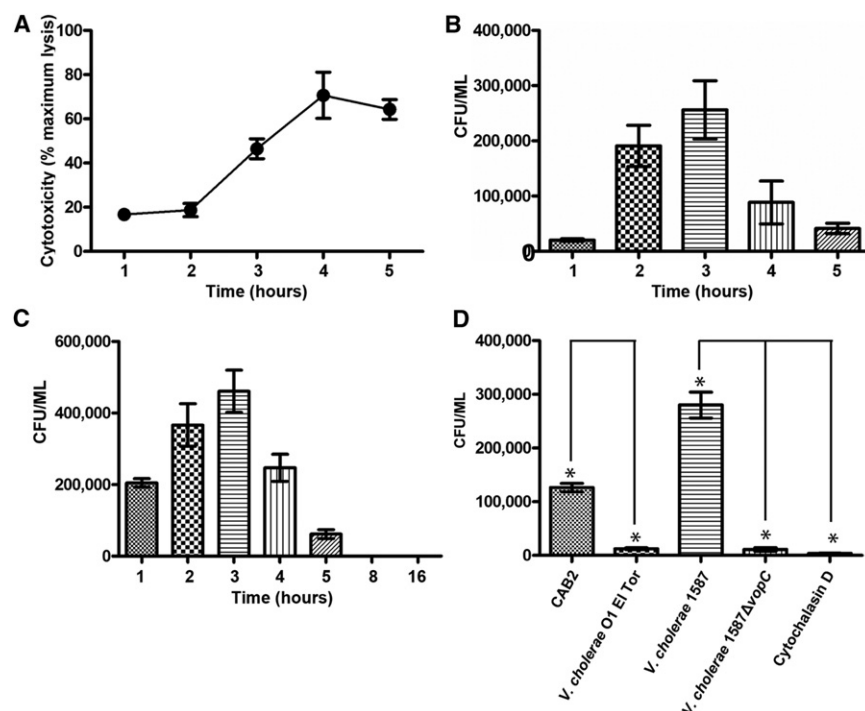 A
Cytotoxicity (% maximum lysis)
100
80
60
40
20
0
1 2 3 4 5
Time (hours)
B
CFU/ML
400,000
300,000
200,000
100,000
0
1 2 3 4 5
Time (hours)
C
CFU/ML
600,000
400,000
200,000
0
1 2 3 4 5 8 16
Time (hours)
D
CFU/ML
400,000
300,000
200,000
100,000
0
* * * * *
CAB2
V. cholerae O1 El Tor
V. cholerae 1587
V. cholerae 1587ΔvopC
Cytochalasin D